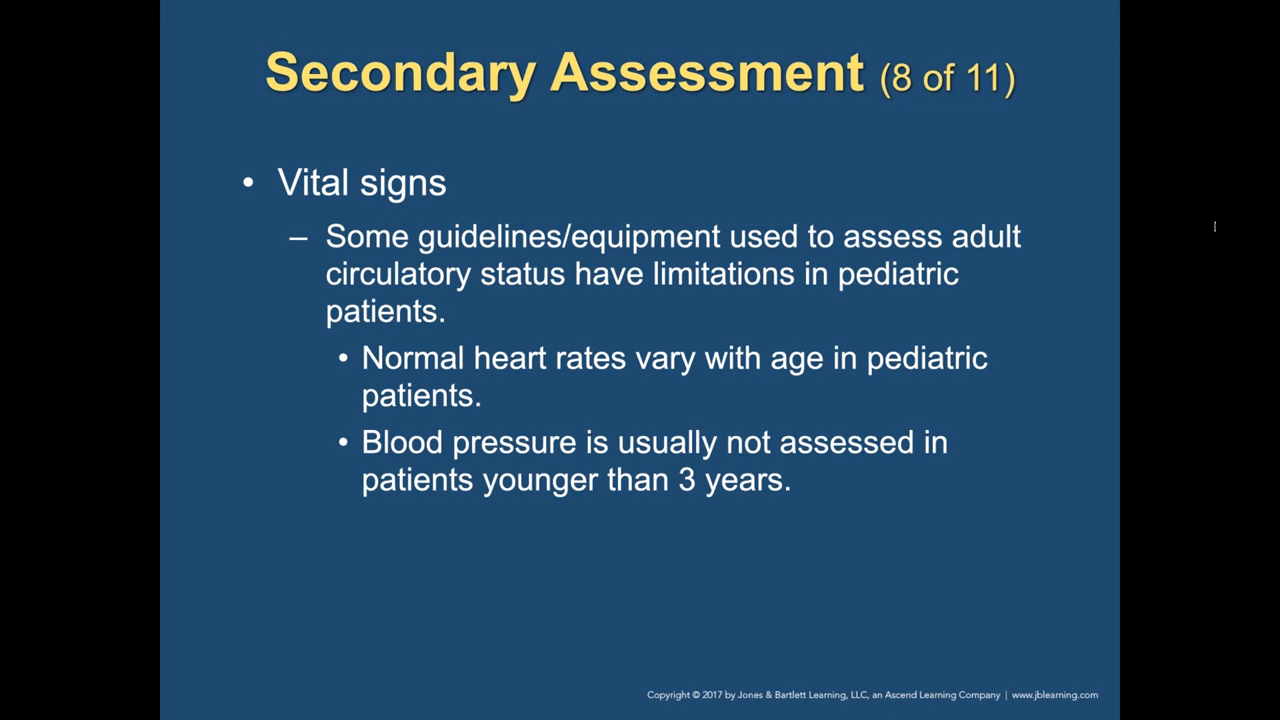 Secondary Assessment (8 of 11)
• Vital signs
– Some guidelines/equipment used to assess adult
circulatory status have limitations in pediatric
patients.
• Normal heart rates vary with age in pediatric
patients.
• Blood pressure is usually not assessed in
patients younger than 3 years.
Copyright © 2017 by Jones & Bartlett Learning, LLC, an Ascend Learning Company | www.jblearning.com